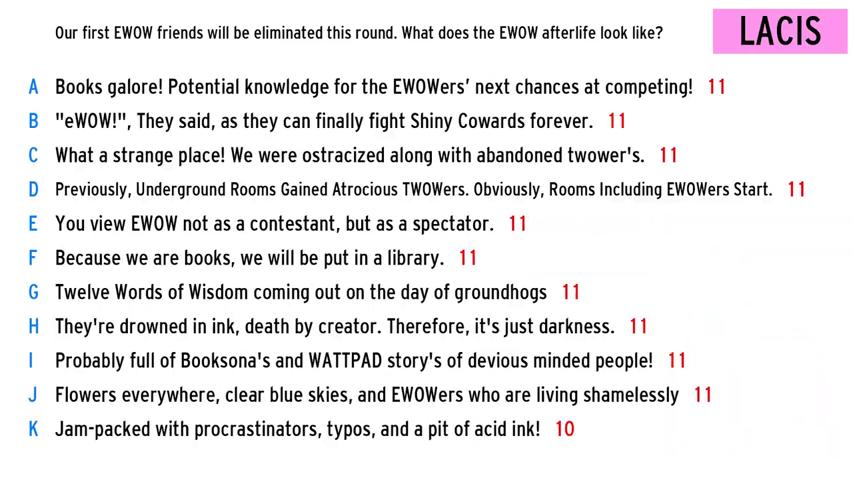 Our first EWOW friends will be eliminated this round. What does the EWOW afterlife look like?
LACIS
A Books galore! Potential knowledge for the EWOWers’ next chances at competing! 11
B "eWOW!", They said, as they can finally fight Shiny Cowards forever. 11
C What a strange place! We were ostracized along with abandoned twower's. 11
D Previously, Underground Rooms Gained Atrocious TWOWers. Obviously, Rooms Including EWOWers Start. 11
E You view EWOW not as a contestant, but as a spectator. 11
F Because we are books, we will be put in a library. 11
G Twelve Words of Wisdom coming out on the day of groundhogs 11
H They're drowned in ink, death by creator. Therefore, it's just darkness. 11
I Probably full of Booksona's and WATTPAD story's of devious minded people! 11
J Flowers everywhere, clear blue skies, and EWOWers who are living shamelessly 11
K Jam-packed with procrastinators, typos, and a pit of acid ink! 10